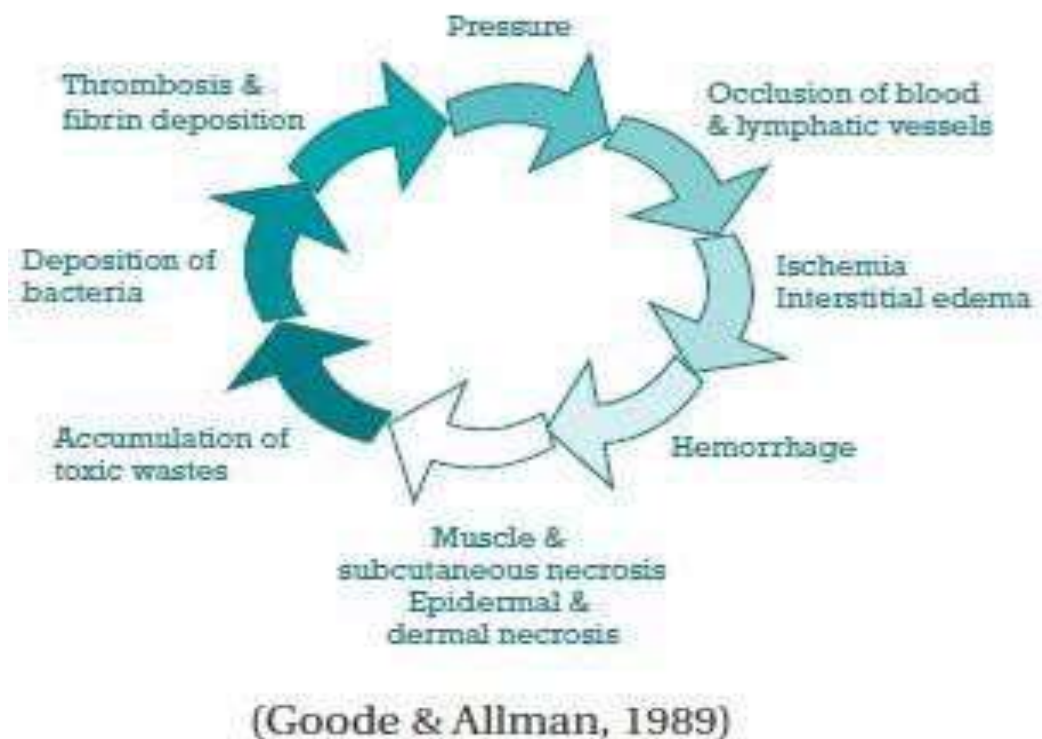 Pressure
Occlusion of blood
& lymphatic vessels
Ischemia
Interstitial edema
Hemorrhage
Muscle &
subcutaneous necrosis
Epidermal &
dermal necrosis
Accumulation of
toxic wastes
Deposition of
bacteria
Thrombosis &
fibrin deposition
(Goode & Allman, 1989)